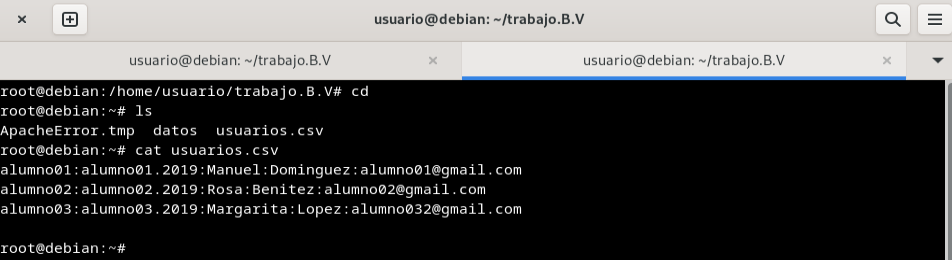 usuario@debian: ~/trabajo.B.V
usuario@debian: ~/trabajo.B.V
usuario@debian: ~/trabajo.B.V
root@debian:/home/usuario/trabajo.B.V# cd
root@debian:~# ls
ApacheError.tmp  datos  usuarios.csv
root@debian:~# cat usuarios.csv
alumno01:alumno01.2019:Manuel:Dominguez:alumno01@gmail.com
alumno02:alumno02.2019:Rosa:Benitez:alumno02@gmail.com
alumno03:alumno03.2019:Margarita:Lopez:alumno032@gmail.com
root@debian:~#